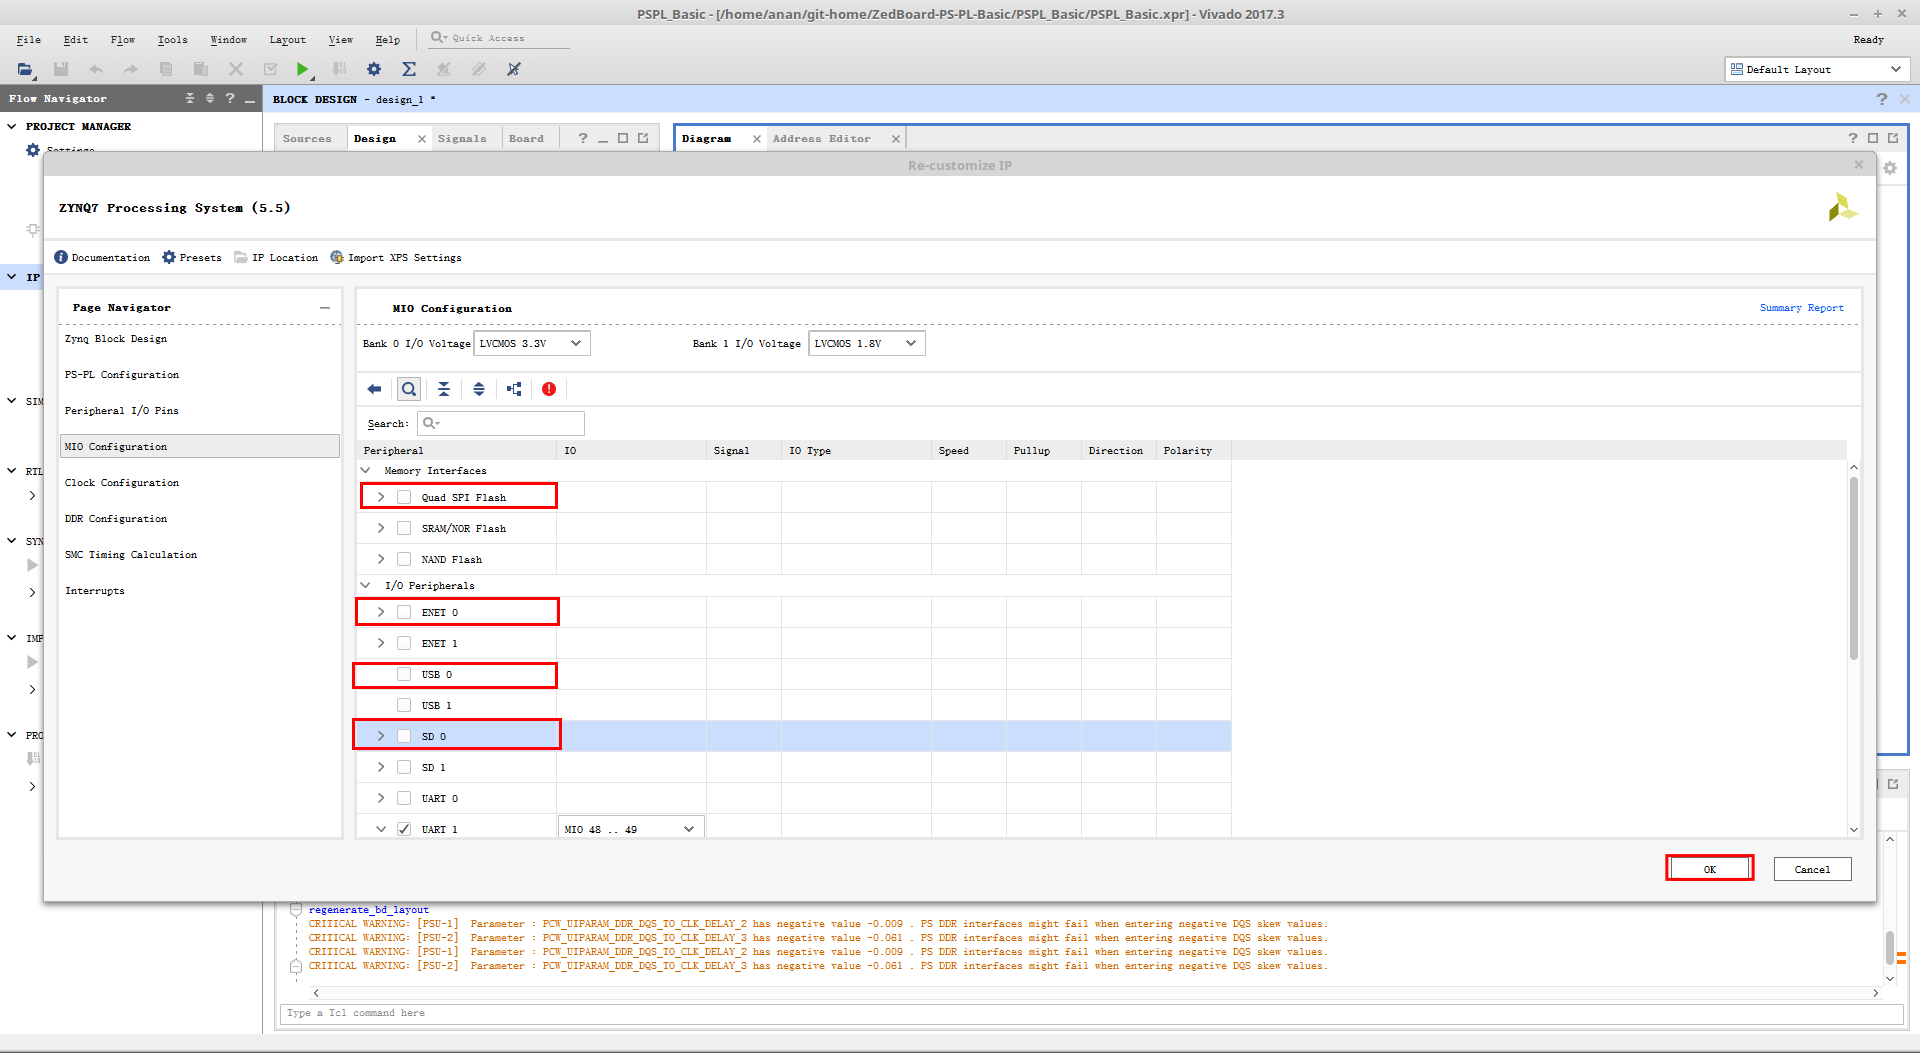 PSPL_Basic - [/home/anan/git-home/ZedBoard-PS-PL-Basic/PSPL_Basic/PSPL_Basic.xpr] - Vivado 2017.3
File Edit Flow Tools Window Layout View Help Quick Access Ready
Default Layout
Flow Navigator
BLOCK DESIGN - design_1 *
PROJECT MANAGER
Sources Design Signals Board Diagram Address Editor
Settings
Re-customize IP
ZYNQ7 Processing System (5.5)
Documentation Presets IP Location Import XPS Settings
IP
SIM
RTL
SYN
IMP
PRO
Page Navigator
Zynq Block Design
PS-PL Configuration
Peripheral I/O Pins
MIO Configuration
Clock Configuration
DDR Configuration
SMC Timing Calculation
Interrupts
MIO Configuration Summary Report
Bank 0 I/O Voltage LVCMOS 3.3V Bank 1 I/O Voltage LVCMOS 1.8V
Search:
Peripheral IO Signal IO Type Speed Pullup Direction Polarity
Memory Interfaces
Quad SPI Flash
SRAM/NOR Flash
NAND Flash
I/O Peripherals
ENET 0
ENET 1
USB 0
USB 1
SD 0
SD 1
UART 0
UART 1 MIO 48 .. 49
OK Cancel
regenerate_bd_layout
CRITICAL WARNING: [PSU-1] Parameter : PCW_UIPARAM_DDR_DQS_TO_CLK_DELAY_2 has negative value -0.009 . PS DDR interfaces might fail when entering negative DQS skew values.
CRITICAL WARNING: [PSU-2] Parameter : PCW_UIPARAM_DDR_DQS_TO_CLK_DELAY_3 has negative value -0.061 . PS DDR interfaces might fail when entering negative DQS skew values.
CRITICAL WARNING: [PSU-1] Parameter : PCW_UIPARAM_DDR_DQS_TO_CLK_DELAY_2 has negative value -0.009 . PS DDR interfaces might fail when entering negative DQS skew values.
CRITICAL WARNING: [PSU-2] Parameter : PCW_UIPARAM_DDR_DQS_TO_CLK_DELAY_3 has negative value -0.061 . PS DDR interfaces might fail when entering negative DQS skew values.
Type a Tcl command here